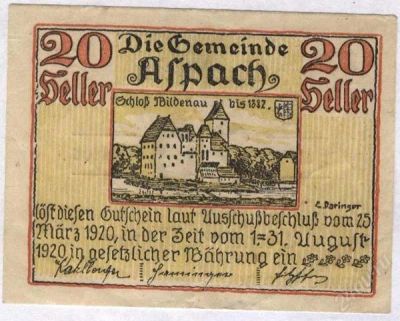 20 Die Gemeinde 20
Heller Aspach Heller
Schloß Wildenau bis 1882.
E. Daringer
löst diesen Gutschein laut Ausschußbeschluß vom 25
März 1920, in der Zeit vom 1=31. August
1920 in gesetzlicher Währung ein